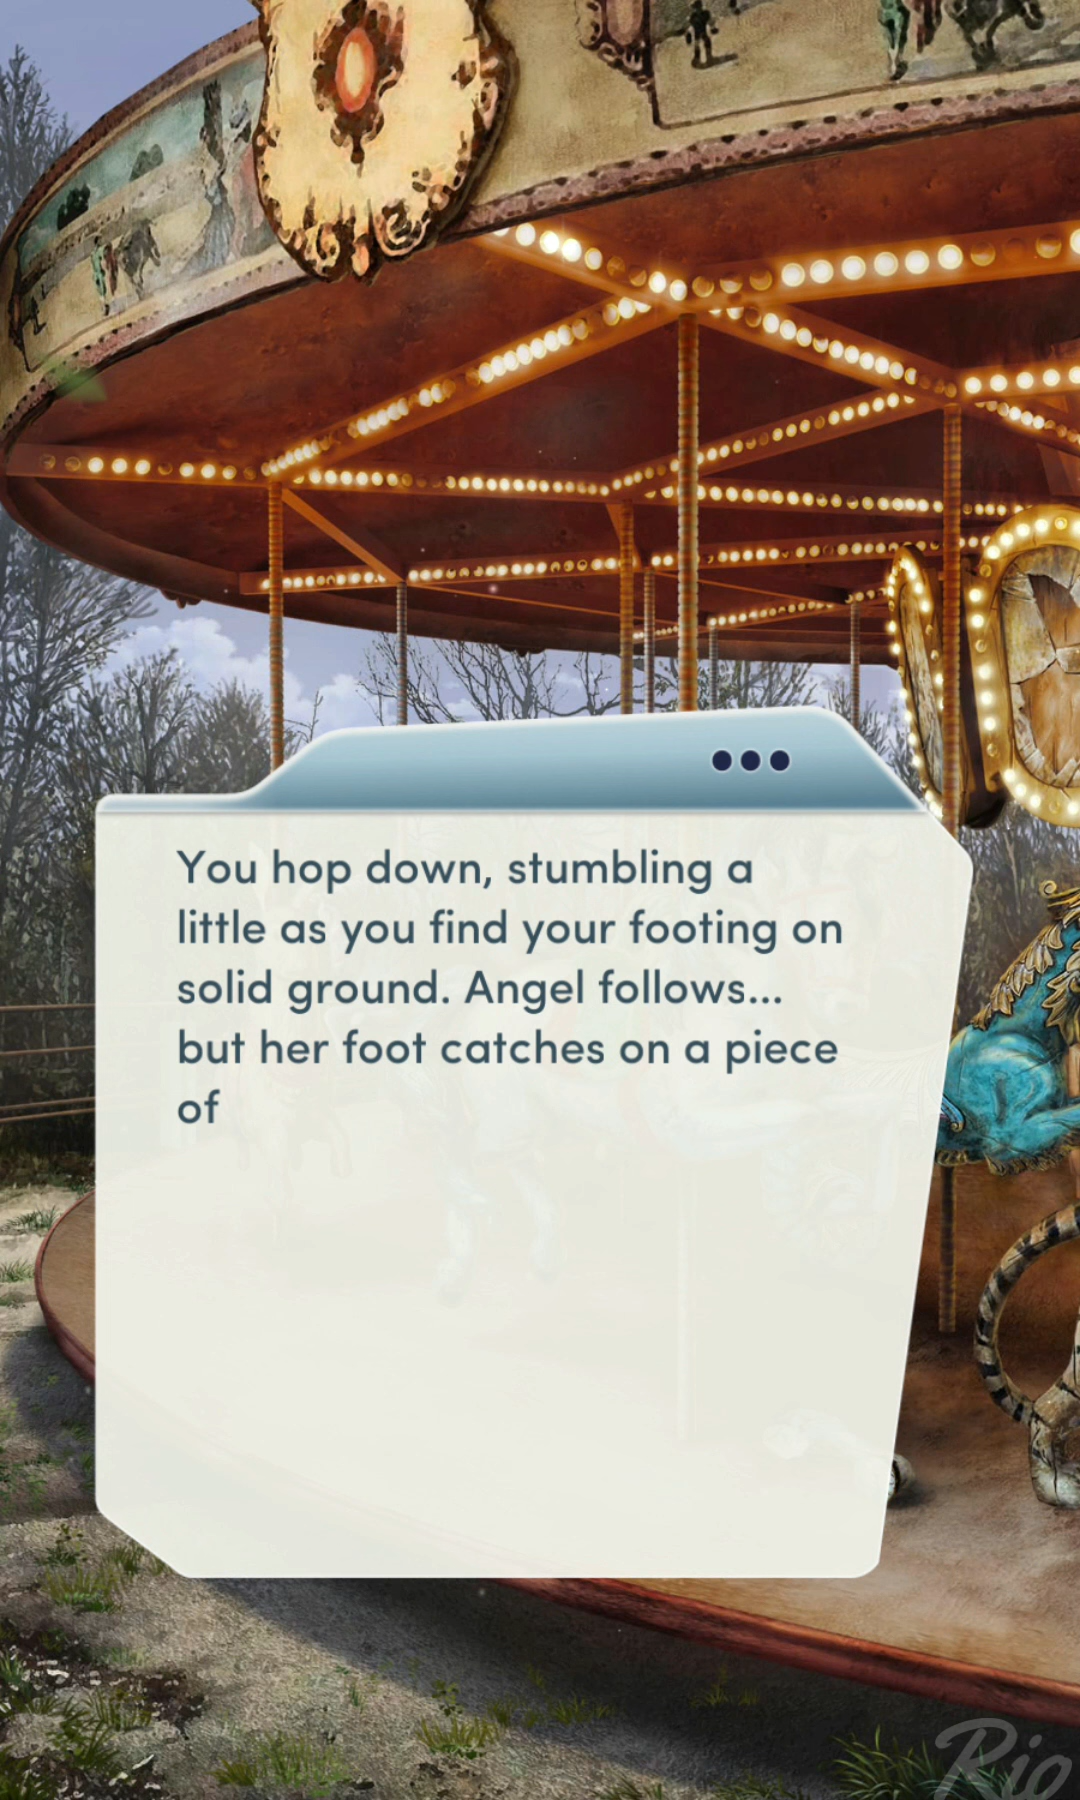 You hop down, stumbling a
little as you find your footing on
solid ground. Angel follows...
but her foot catches on a piece
of
Rio